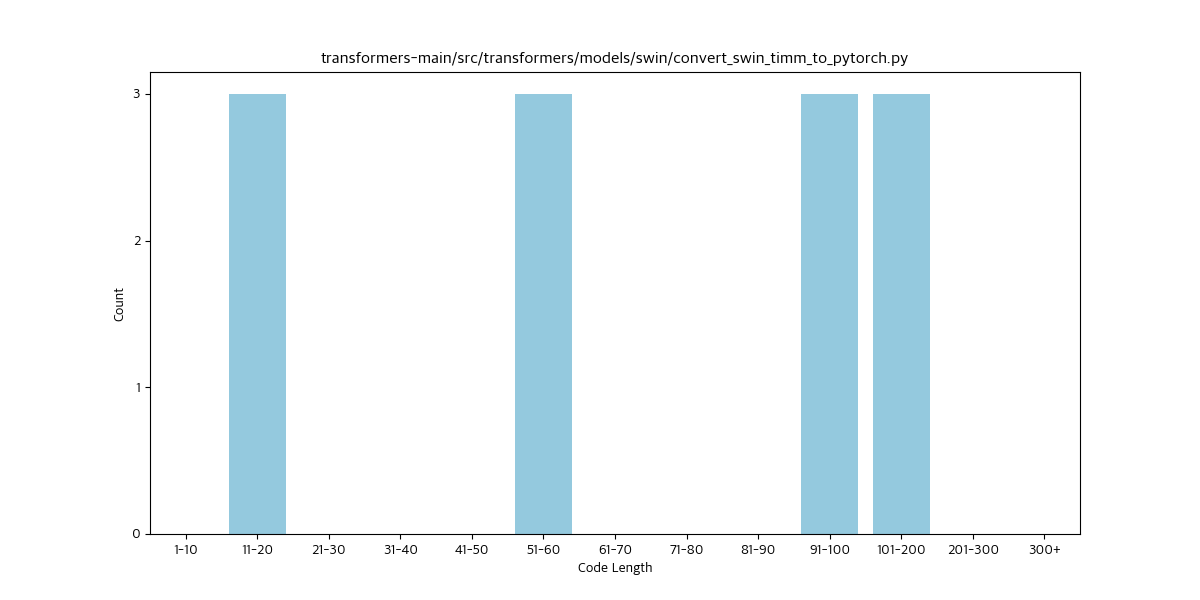 transformers-main/src/transformers/models/swin/convert_swin_timm_to_pytorch.py
3
2
1
0
Count
1-10 11-20 21-30 31-40 41-50 51-60 61-70 71-80 81-90 91-100 101-200 201-300 300+
Code Length